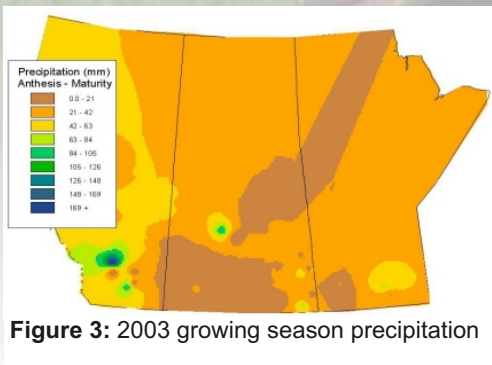 Precipitation (mm)
Anthesis - Maturity
0.0 - 21
21 - 42
42 - 63
63 - 84
84 - 105
105 - 126
126 - 148
148 - 169
169 +
Figure 3: 2003 growing season precipitation